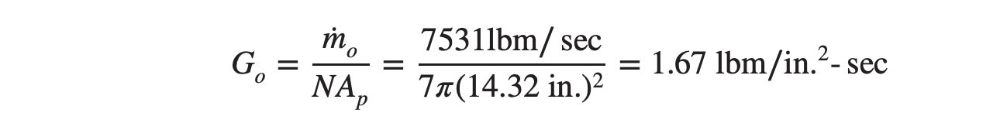 G_o = ṁ_o / NA_p = 7531lbm/ sec / 7π(14.32 in.)² = 1.67 lbm/in.²- sec